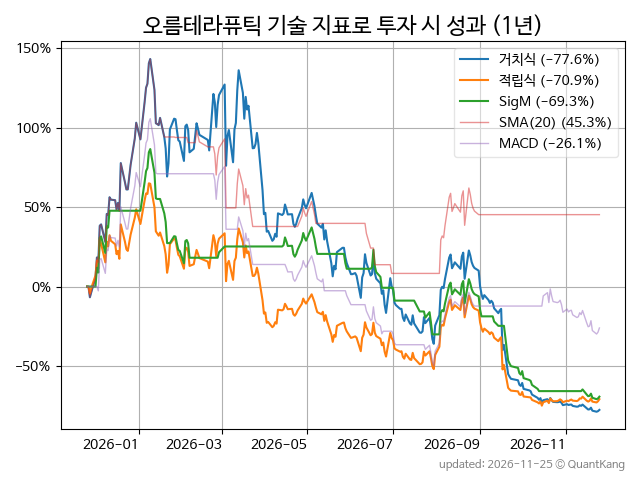 오름테라퓨틱 기술 지표로 투자 시 성과 (1년)
150%
100%
50%
0%
−50%
거치식 (-77.6%)
적립식 (-70.9%)
SigM (-69.3%)
SMA(20) (45.3%)
MACD (-26.1%)
2026-01
2026-03
2026-05
2026-07
2026-09
2026-11
updated: 2026-11-25 © QuantKang